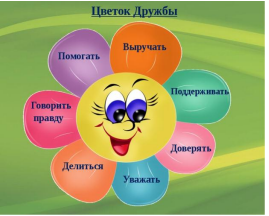 Цветок Дружбы
Выручать
Помогать
Поддерживать
Говорить
правду
Доверять
Делиться
Уважать